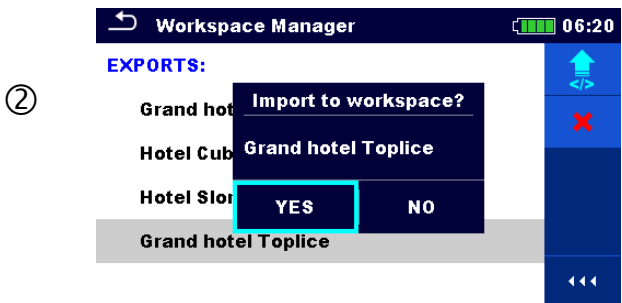 Workspace Manager 06:20
EXPORTS:
</>
②
Grand hot
Import to workspace?
Hotel Cub
Grand hotel Toplice
Hotel Slon
YES NO
Grand hotel Toplice